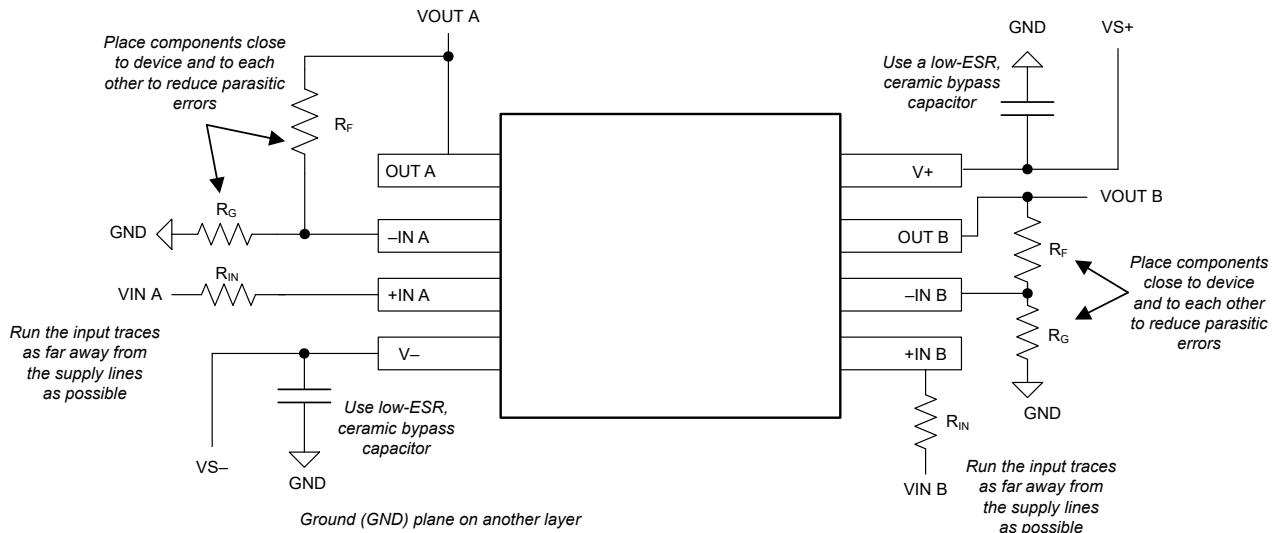 VOUT A
Place components close
to device and to each
other to reduce parasitic
errors
RF
OUT A
RG
GND
–IN A
RIN
VIN A
+IN A
Run the input traces
as far away from
the supply lines
as possible
V–
Use low-ESR,
ceramic bypass
capacitor
VS–
GND
Ground (GND) plane on another layer
GND
VS+
Use a low-ESR,
ceramic bypass
capacitor
V+
VOUT B
OUT B
RF
Place components
close to device
and to each other
to reduce parasitic
errors
–IN B
RG
+IN B
GND
RIN
VIN B
Run the input traces
as far away from
the supply lines
as possible